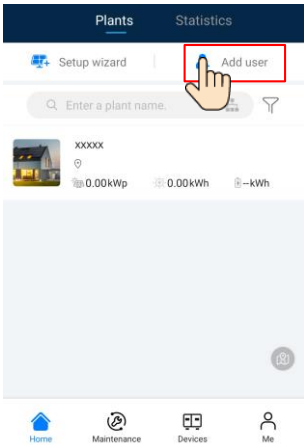 Plants Statistics
Setup wizard Add user
Enter a plant name.
xxxxx
0.00kWp 0.00kWh --kWh
Home Maintenance Devices Me